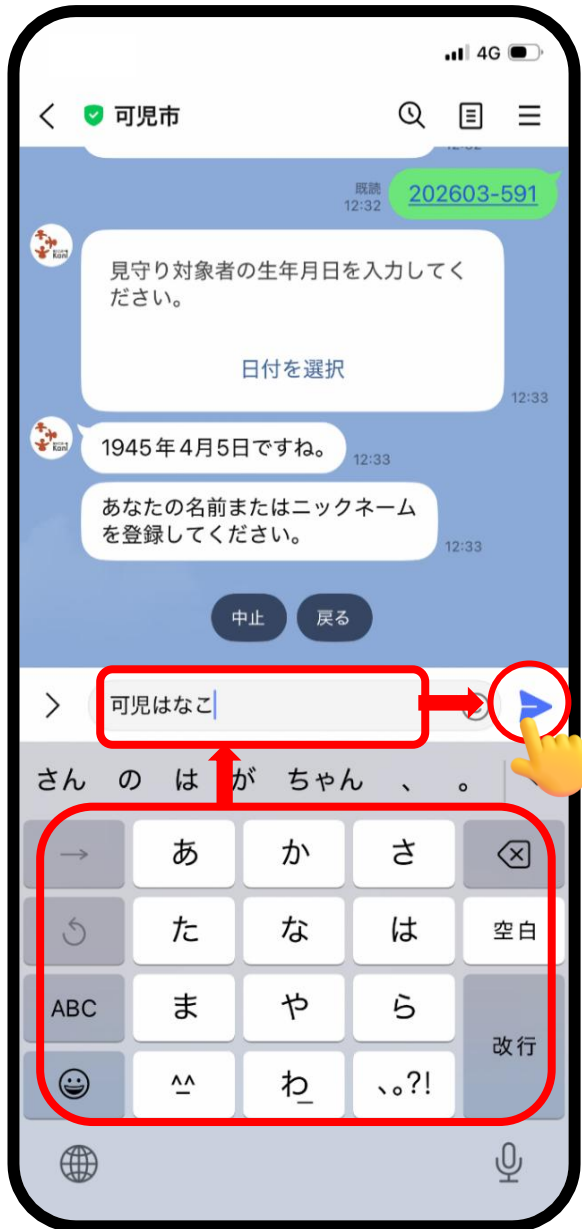 4G
可児市
12:32
既読
12:32
202603-591
Kani
見守り対象者の生年月日を入力してく
ださい。
日付を選択
12:33
Kani
1945年4月5日ですね。
12:33
あなたの名前またはニックネーム
を登録してください。
12:33
中止
戻る
可児はなこ
さん の は が ちゃん 、 。
→ あ か さ
た な は 空白
ABC ま や ら
改行
^^ わ 、。?!